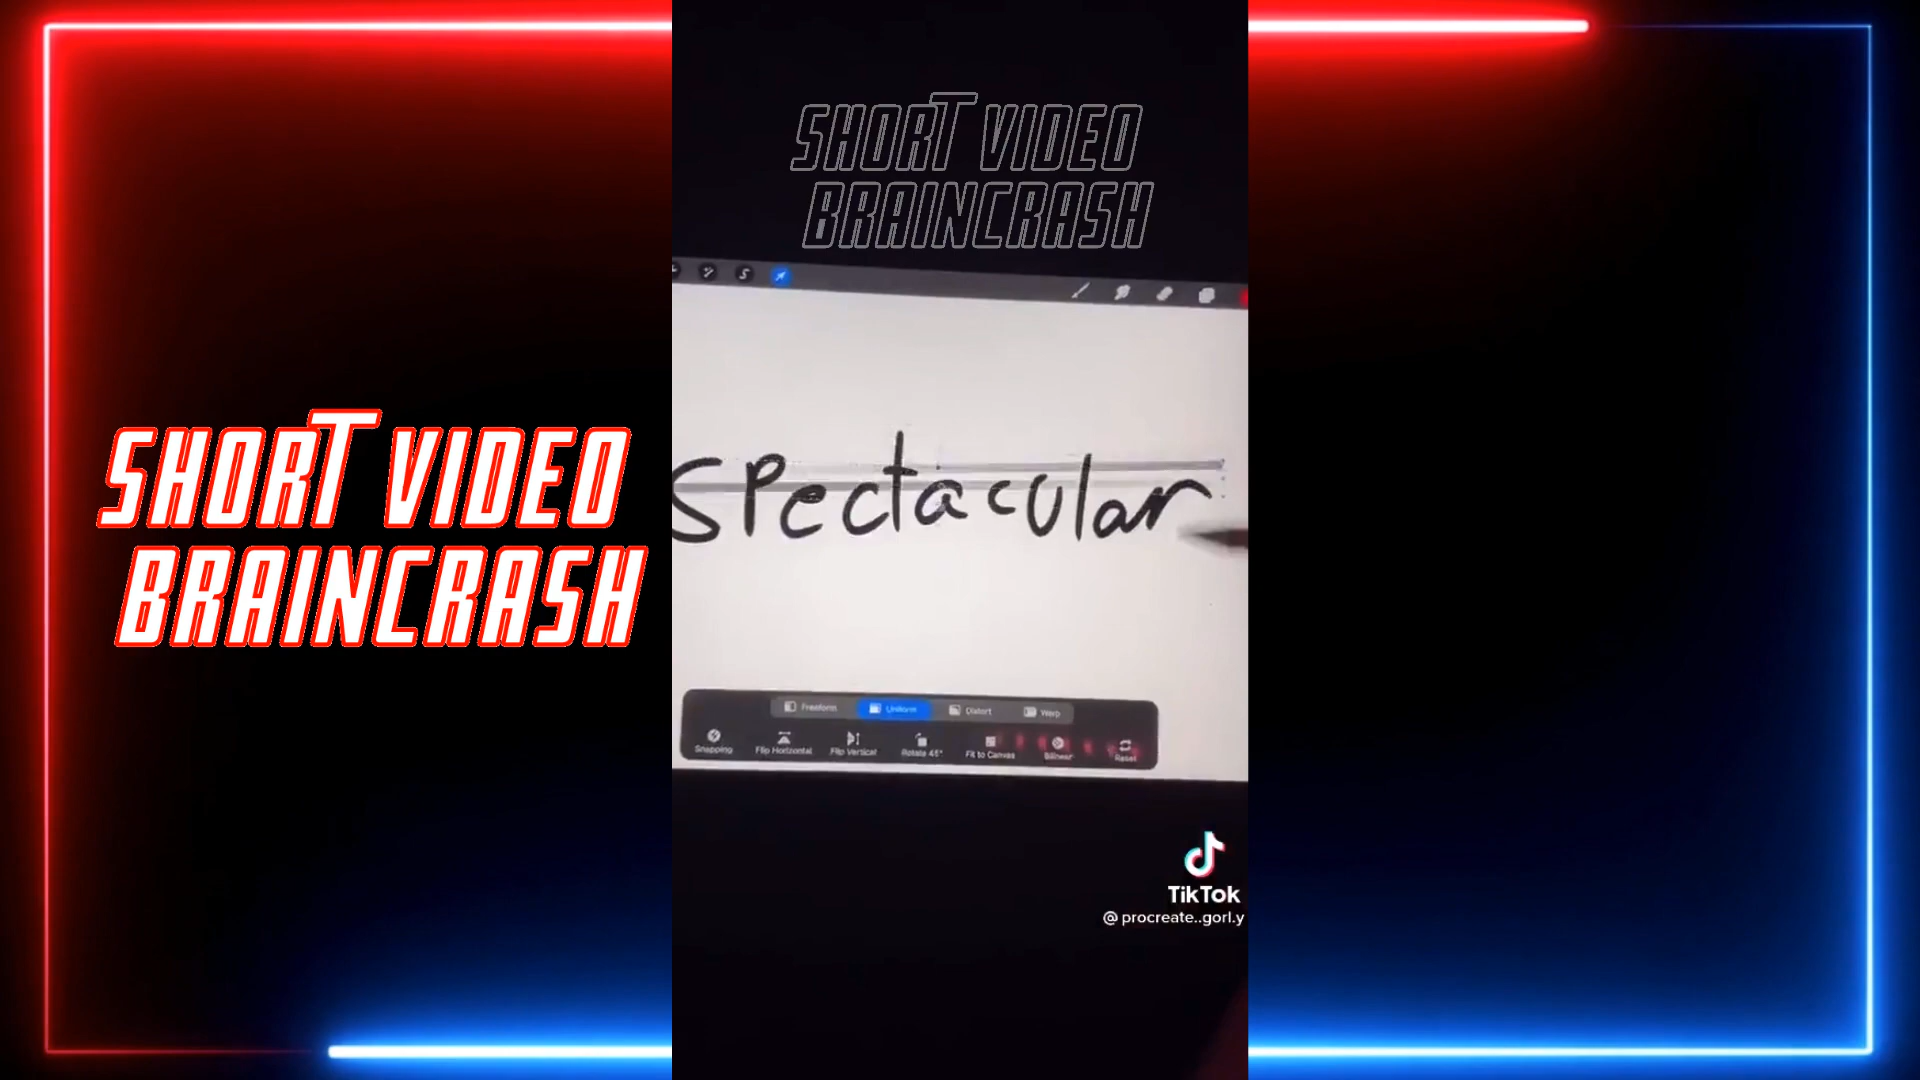 SHORT VIDEO
BRAINCRASH
SHORT VIDEO
BRAINCRASH
spectacular
Freeform Uniform Distort Warp
Snapping Flip Horizontal Flip Vertical Rotate 45° Fit to Canvas Bilinear Reset
TikTok
@procreate..gorl.y